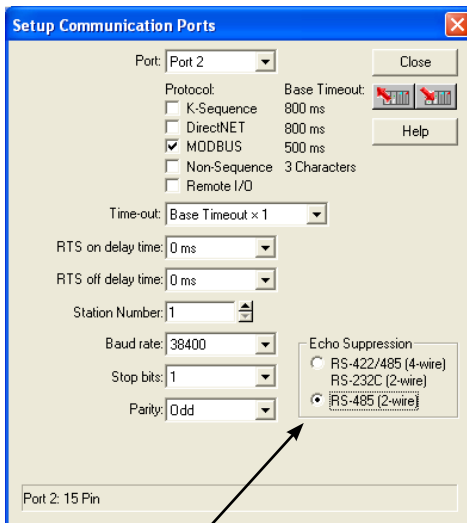 Setup Communication Ports
Port: Port 2
Close
Protocol: Base Timeout:
K-Sequence 800 ms
DirectNET 800 ms
MODBUS 500 ms
Non-Sequence 3 Characters
Remote I/O
Help
Time-out: Base Timeout × 1
RTS on delay time: 0 ms
RTS off delay time: 0 ms
Station Number: 1
Baud rate: 38400
Stop bits: 1
Parity: Odd
Echo Suppression
RS-422/485 (4-wire)
RS-232C (2-wire)
RS-485 (2-wire)
Port 2: 15 Pin